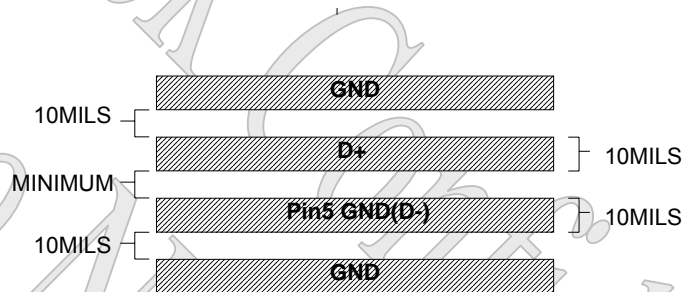 GND
10MILS
D+
10MILS
MINIMUM
Pin5 GND(D-)
10MILS
10MILS
GND